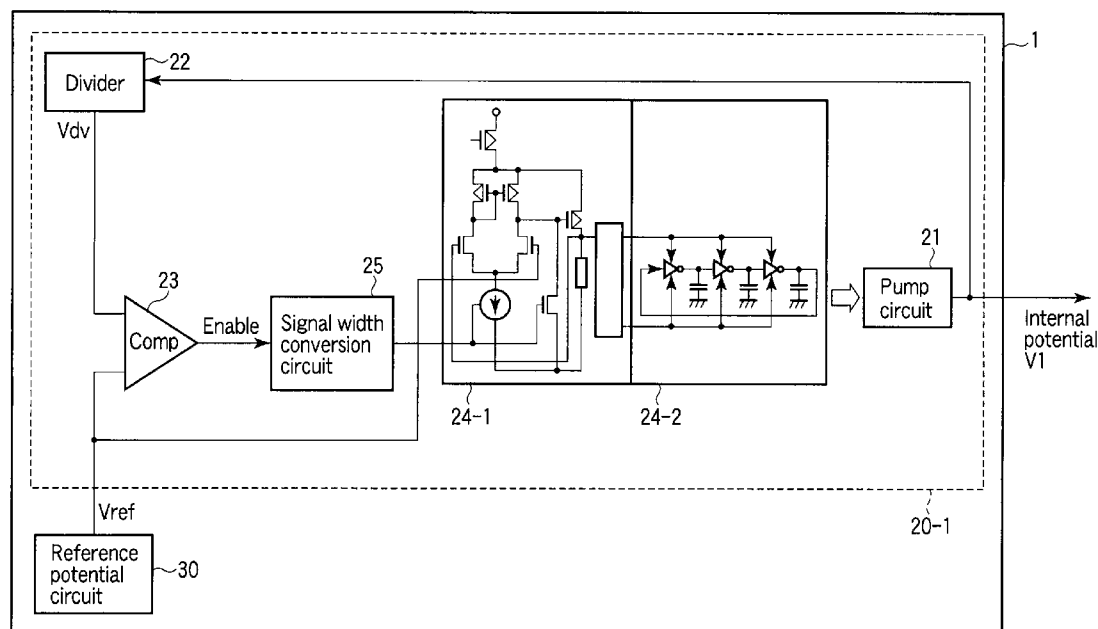 1
22
Divider
Vdv
23
Comp
Enable
25
Signal width
conversion
circuit
24-1
24-2
21
Pump
circuit
Internal
potential
V1
20-1
Vref
Reference
potential
circuit
30